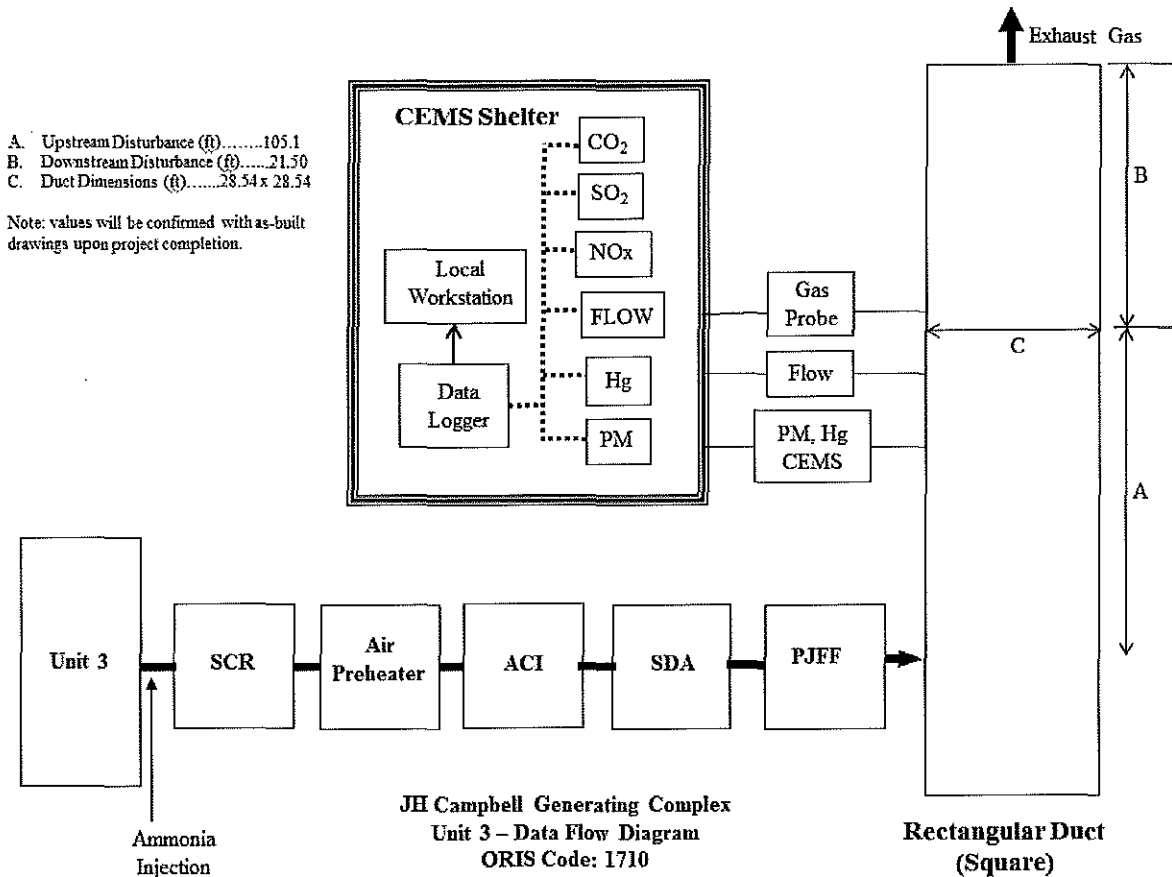 Exhaust Gas
A. Upstream Disturbance (ft)........105.1
B. Downstream Disturbance (ft).....21.50
C. Duct Dimensions (ft)......28.54 x 28.54
Note: values will be confirmed with as-built
drawings upon project completion.
CEMS Shelter
CO₂
SO₂
NOx
FLOW
Hg
PM
Local
Workstation
Data
Logger
Gas
Probe
Flow
PM, Hg
CEMS
B
C
A
Unit 3
SCR
Air
Preheater
ACI
SDA
PJFF
Ammonia
Injection
JH Campbell Generating Complex
Unit 3 – Data Flow Diagram
ORIS Code: 1710
Rectangular Duct
(Square)